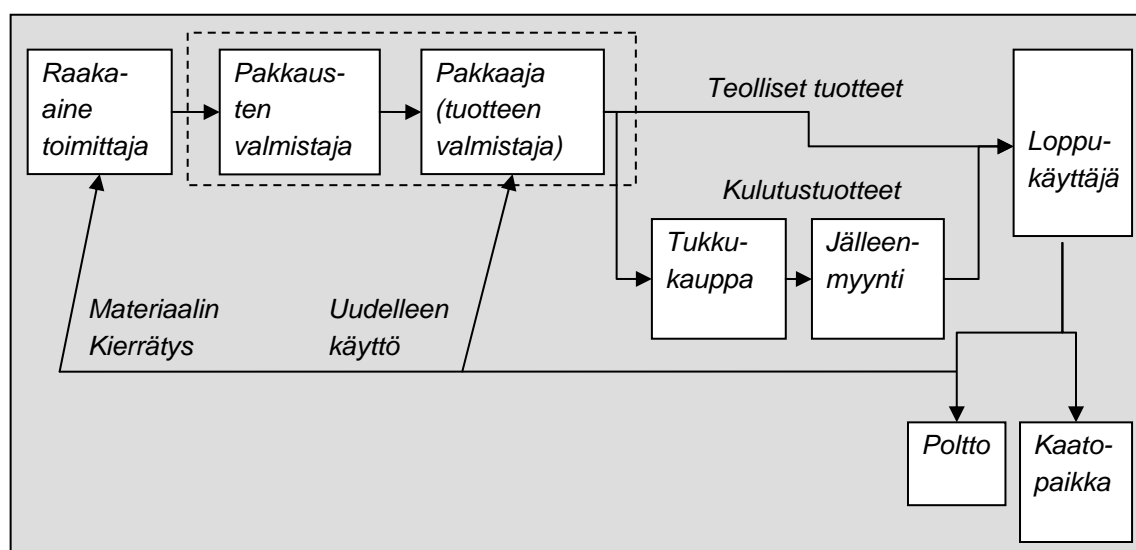 Raaka-
aine
toimittaja
Pakkaus-
ten
valmistaja
Pakkaaja
(tuotteen
valmistaja)
Teolliset tuotteet
Loppu-
käyttäjä
Kulutustuotteet
Tukku-
kauppa
Jälleen-
myynti
Materiaalin
Kierrätys
Uudelleen
käyttö
Poltto
Kaato-
paikka